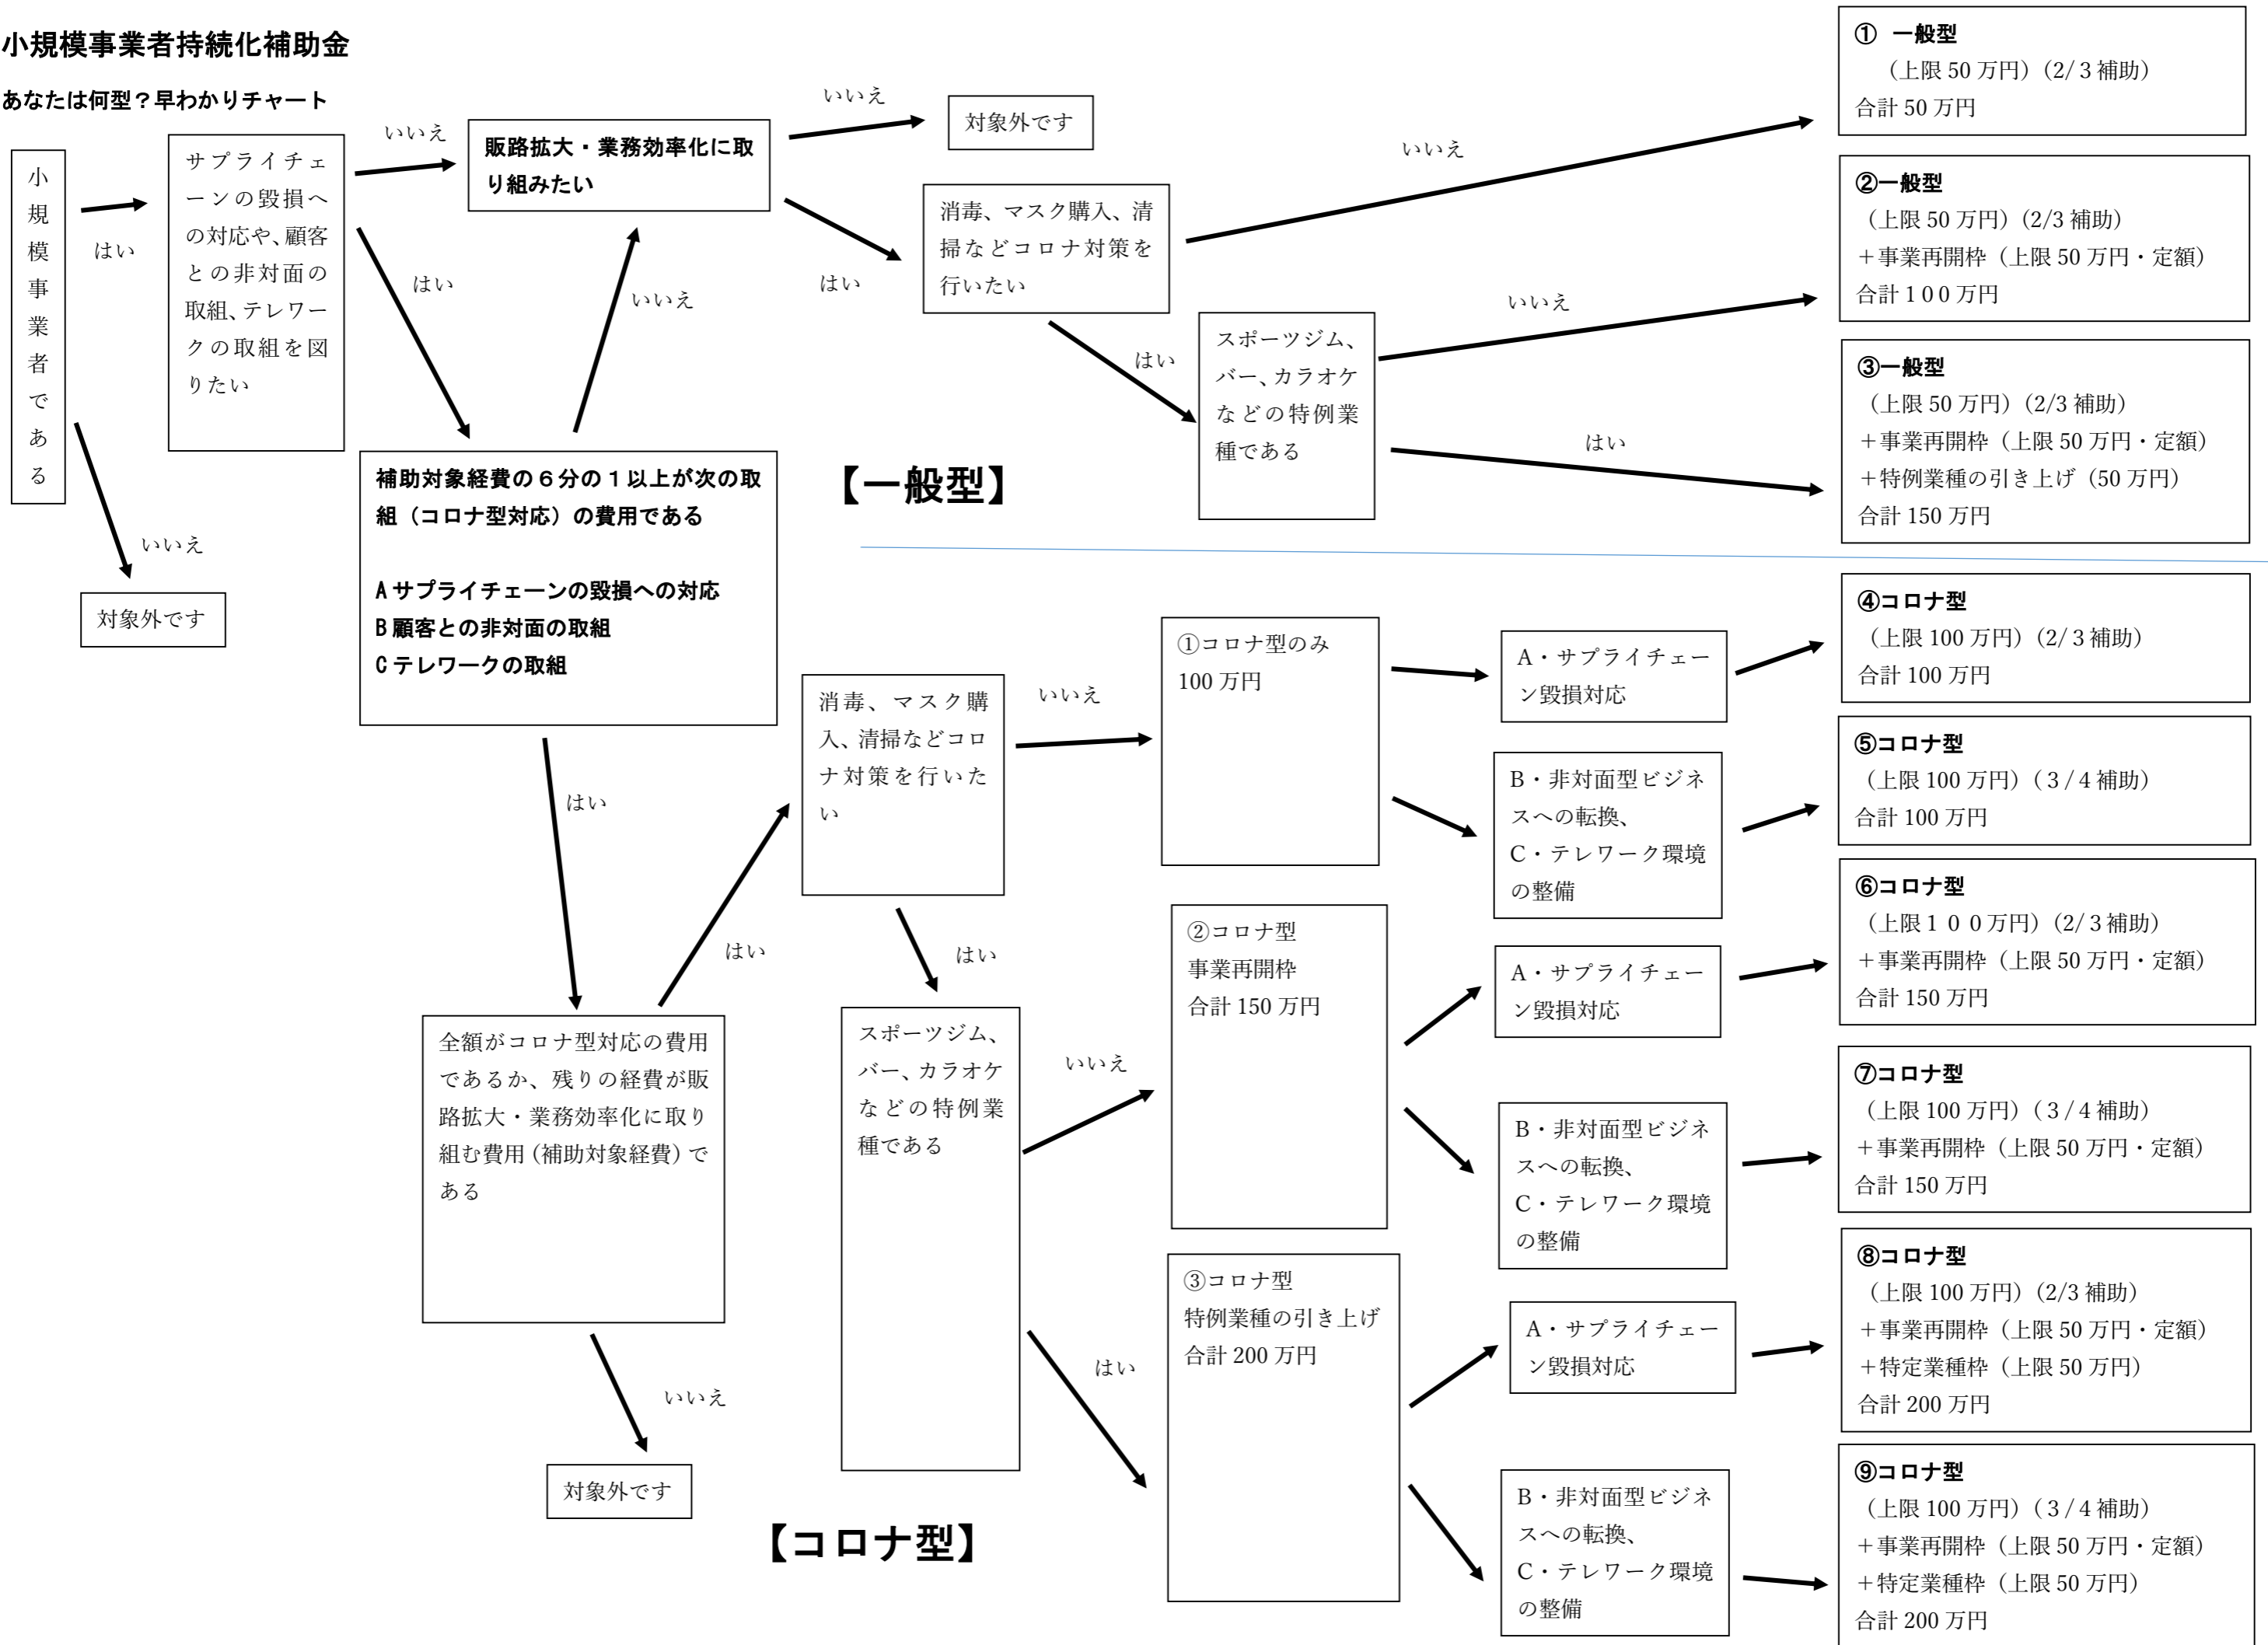 小規模事業者持続化補助金
あなたは何型？早わかりチャート
小規模事業者である
はい
いいえ
対象外です
サプライチェ
ーンの毀損へ
の対応や、顧客
との非対面の
取組、テレワー
クの取組を図
りたい
いいえ
はい
販路拡大・業務効率化に取
り組みたい
いいえ
対象外です
はい
いいえ
消毒、マスク購入、清
掃などコロナ対策を
行いたい
いいえ
はい
スポーツジム、
バー、カラオケ
などの特例業
種である
いいえ
はい
【一般型】
① 一般型
（上限 50 万円）（2/３補助）
合計 50 万円
②一般型
（上限 50 万円）（2/3 補助）
＋事業再開枠（上限 50 万円・定額）
合計１００万円
③一般型
（上限 50 万円）（2/3 補助）
＋事業再開枠（上限 50 万円・定額）
＋特例業種の引き上げ（50 万円）
合計 150 万円
補助対象経費の６分の１以上が次の取
組（コロナ型対応）の費用である
A サプライチェーンの毀損への対応
B 顧客との非対面の取組
C テレワークの取組
はい
全額がコロナ型対応の費用
であるか、残りの経費が販
路拡大・業務効率化に取り
組む費用（補助対象経費）で
ある
はい
いいえ
対象外です
消毒、マスク購
入、清掃などコロ
ナ対策を行いた
い
いいえ
はい
スポーツジム、
バー、カラオケ
などの特例業
種である
いいえ
はい
【コロナ型】
①コロナ型のみ
100 万円
A・サプライチェー
ン毀損対応
B・非対面型ビジネ
スへの転換、
C・テレワーク環境
の整備
②コロナ型
事業再開枠
合計 150 万円
A・サプライチェー
ン毀損対応
B・非対面型ビジネ
スへの転換、
C・テレワーク環境
の整備
③コロナ型
特例業種の引き上げ
合計 200 万円
A・サプライチェー
ン毀損対応
B・非対面型ビジネ
スへの転換、
C・テレワーク環境
の整備
④コロナ型
（上限 100 万円）（2/３補助）
合計 100 万円
⑤コロナ型
（上限 100 万円）（３/４補助）
合計 100 万円
⑥コロナ型
（上限１００万円）（2/３補助）
＋事業再開枠（上限 50 万円・定額）
合計 150 万円
⑦コロナ型
（上限 100 万円）（３/４補助）
＋事業再開枠（上限 50 万円・定額）
合計 150 万円
⑧コロナ型
（上限 100 万円）（2/3 補助）
＋事業再開枠（上限 50 万円・定額）
＋特定業種枠（上限 50 万円）
合計 200 万円
⑨コロナ型
（上限 100 万円）（３/４補助）
＋事業再開枠（上限 50 万円・定額）
＋特定業種枠（上限 50 万円）
合計 200 万円